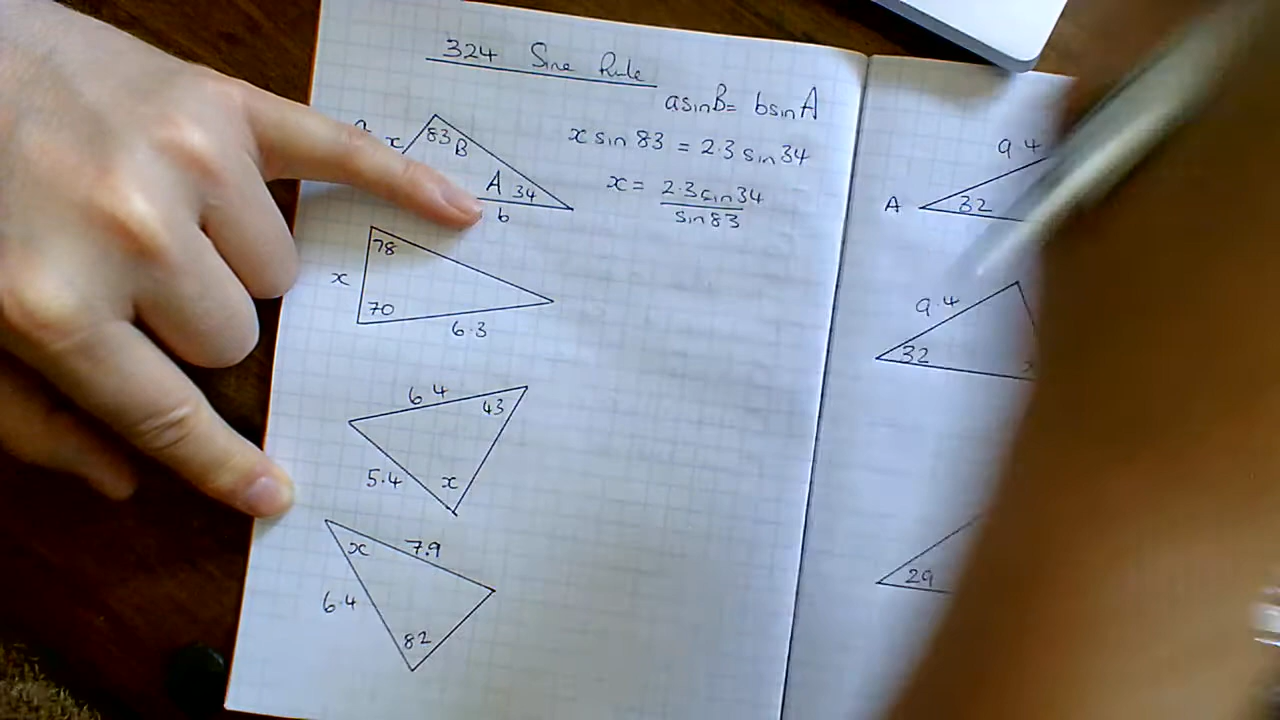 324 Sine Rule
asinB= bsinA
x 83 B
x sin 83 = 2.3 sin 34
A 34
b
x = 2.3 sin 34
sin 83
78
x
70
6.3
6.4
43
5.4
x
x
7.9
6.4
82
9.4
A 32
9.4
32
29